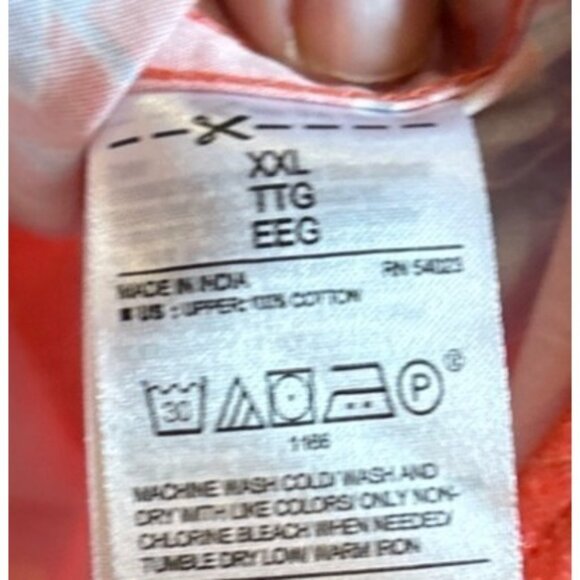 XXL
TTG
EEG
MADE IN INDIA RN 54023
US : UPPER: 100% COTTON
30 P C
1166
MACHINE WASH COLD/ WASH AND
DRY WITH LIKE COLORS/ ONLY NON-
CHLORINE BLEACH WHEN NEEDED/
TUMBLE DRY LOW/ WARM IRON